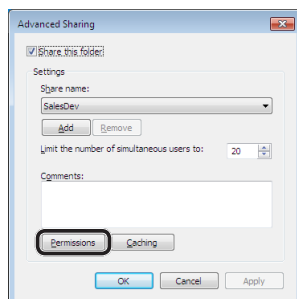 Advanced Sharing
Share this folder
Settings
Share name:
SalesDev
Add Remove
Limit the number of simultaneous users to: 20
Comments:
Permissions Caching
OK Cancel Apply